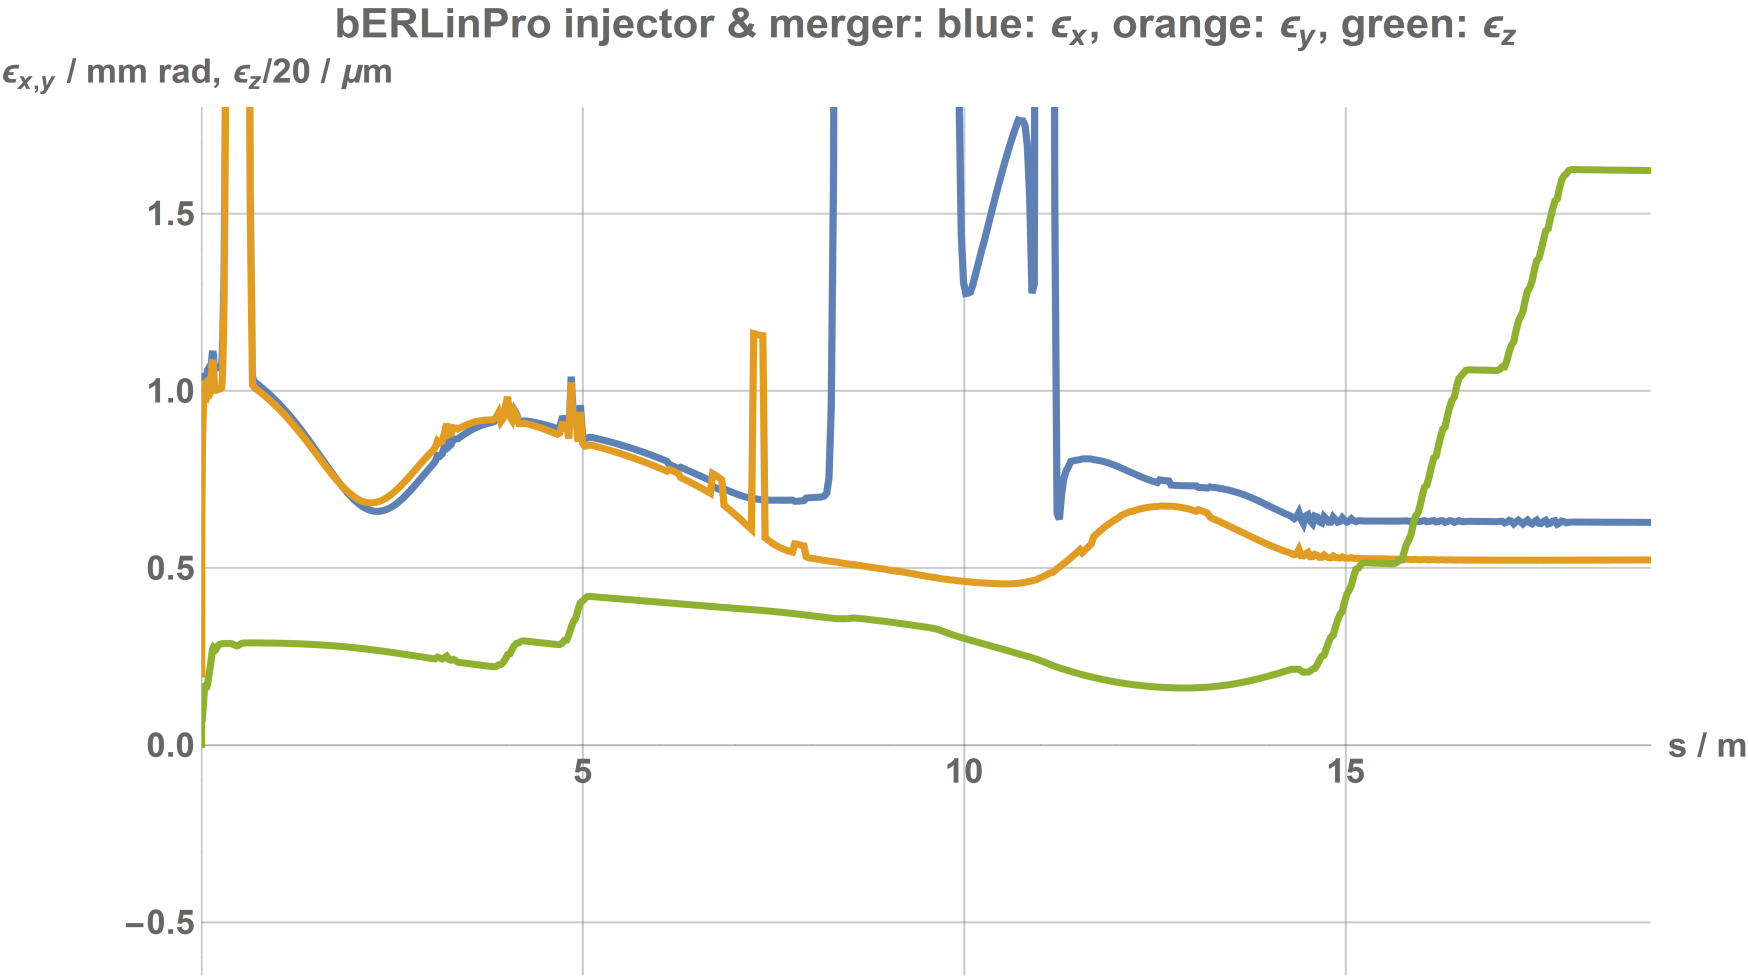 bERLinPro injector & merger: blue: ϵx, orange: ϵy, green: ϵz
ϵx,y / mm rad, ϵz/20 / μm
1.5
1.0
0.5
0.0
5
10
15
s / m
−0.5